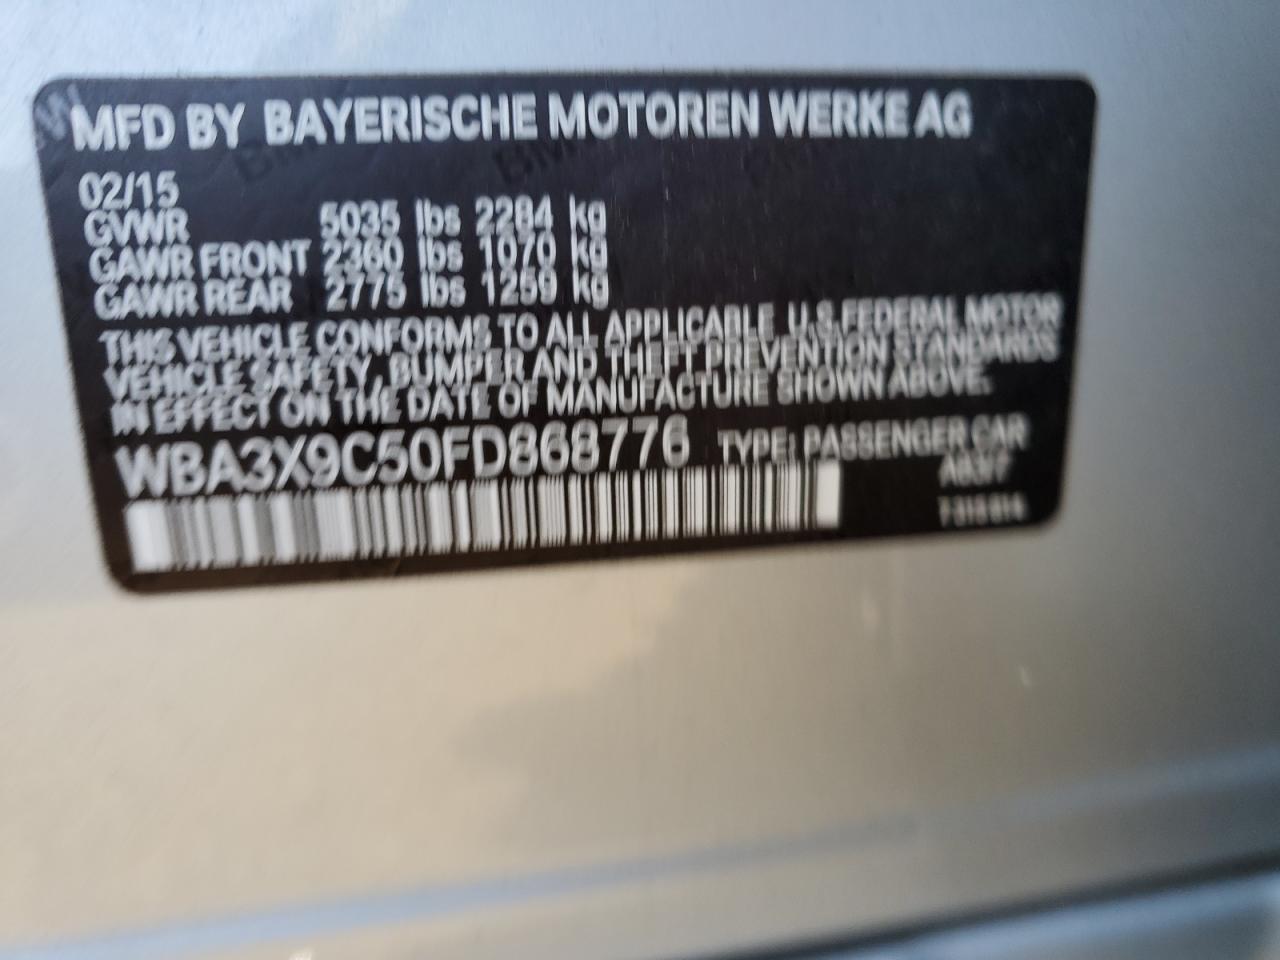 MFD BY BAYERISCHE MOTOREN WERKE AG
02/15
GVWR 5035 lbs 2284 kg
GAWR FRONT 2360 lbs 1070 kg
GAWR REAR 2775 lbs 1259 kg
THIS VEHICLE CONFORMS TO ALL APPLICABLE U.S. FEDERAL MOTOR
VEHICLE SAFETY, BUMPER AND THEFT PREVENTION STANDARDS
IN EFFECT ON THE DATE OF MANUFACTURE SHOWN ABOVE.
WBA3X9C50FD868776 TYPE: PASSENGER CAR